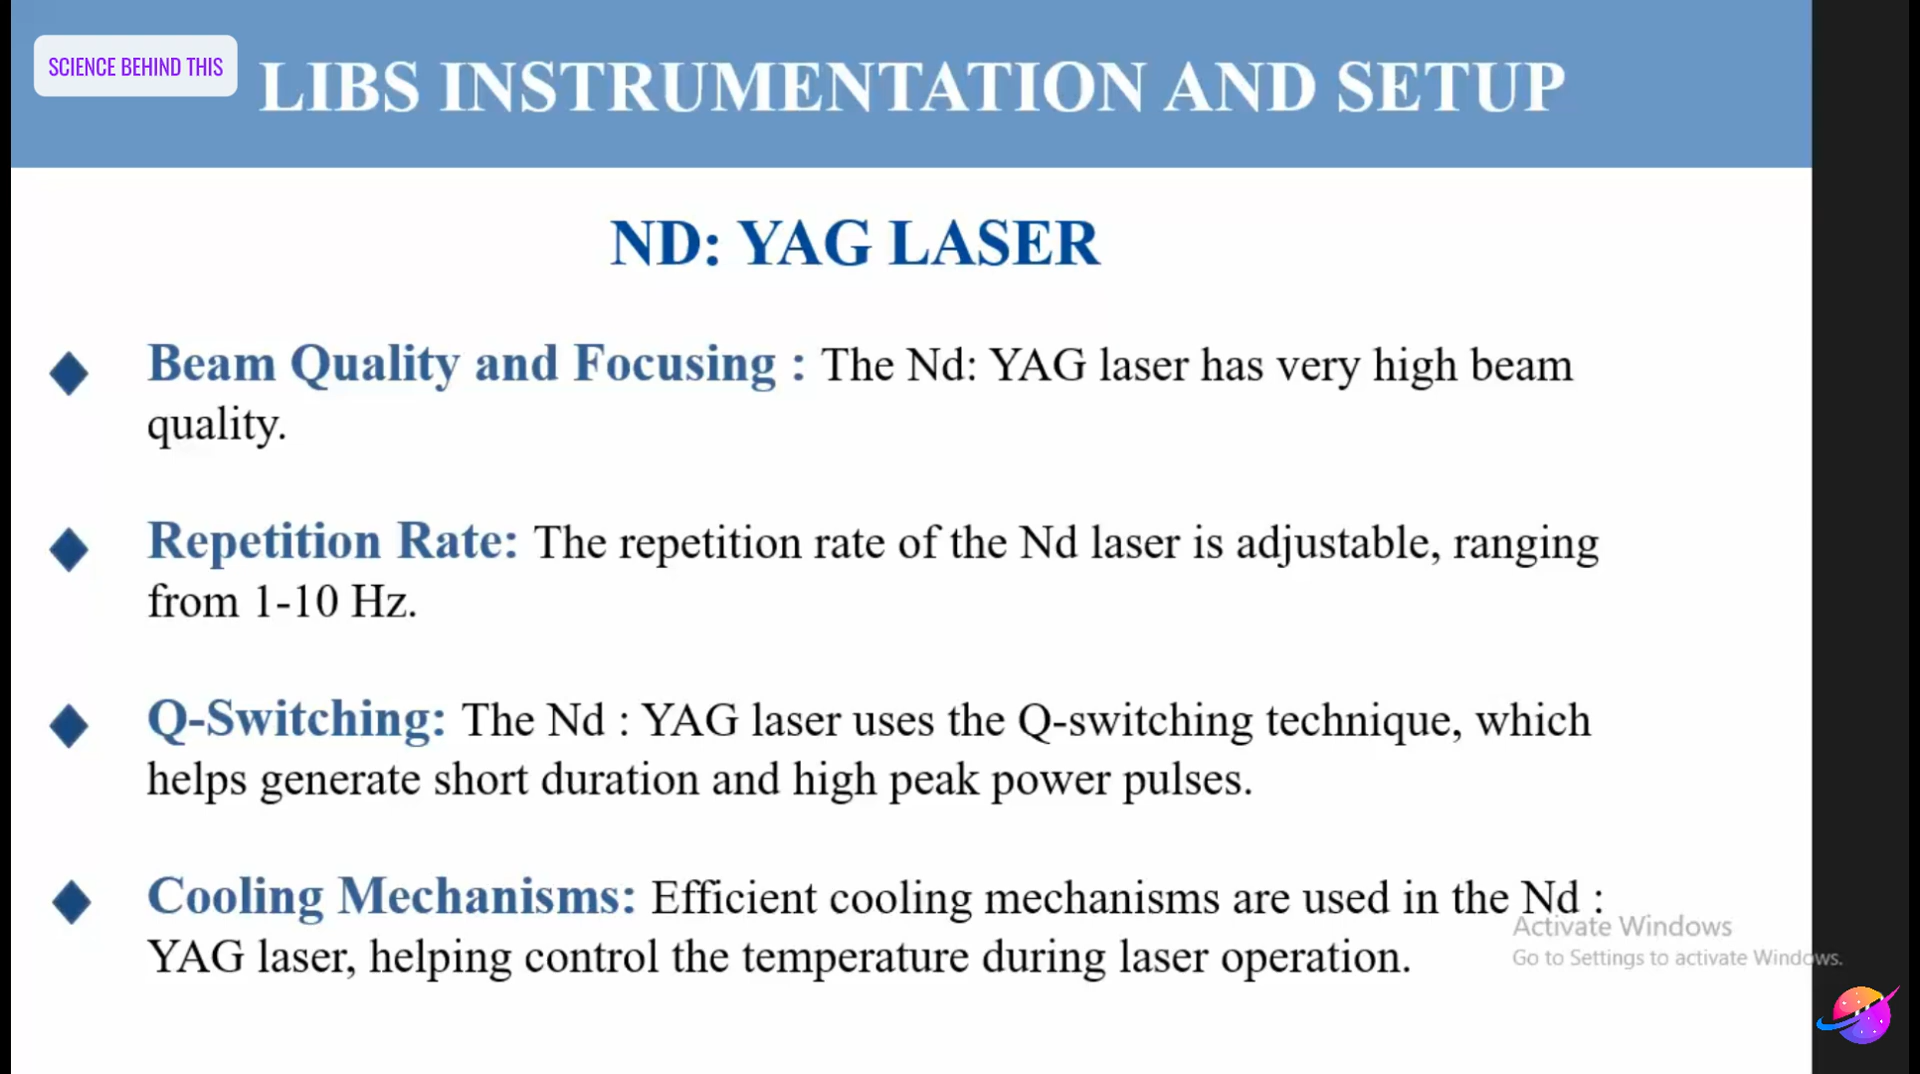 SCIENCE BEHIND THIS
LIBS INSTRUMENTATION AND SETUP
ND: YAG LASER
Beam Quality and Focusing : The Nd: YAG laser has very high beam
quality.
Repetition Rate: The repetition rate of the Nd laser is adjustable, ranging
from 1-10 Hz.
Q-Switching: The Nd : YAG laser uses the Q-switching technique, which
helps generate short duration and high peak power pulses.
Cooling Mechanisms: Efficient cooling mechanisms are used in the Nd :
YAG laser, helping control the temperature during laser operation.
Activate Windows
Go to Settings to activate Windows.